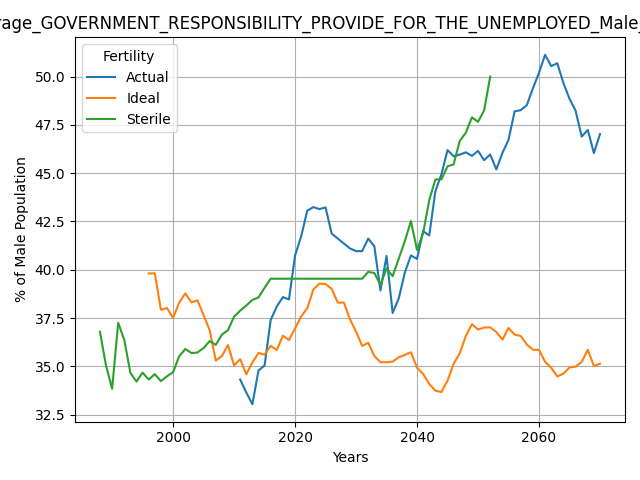 rage_GOVERNMENT_RESPONSIBILITY_PROVIDE_FOR_THE_UNEMPLOYED_Male_
Fertility
Actual
Ideal
Sterile
% of Male Population
50.0
47.5
45.0
42.5
40.0
37.5
35.0
32.5
2000
2020
2040
2060
Years